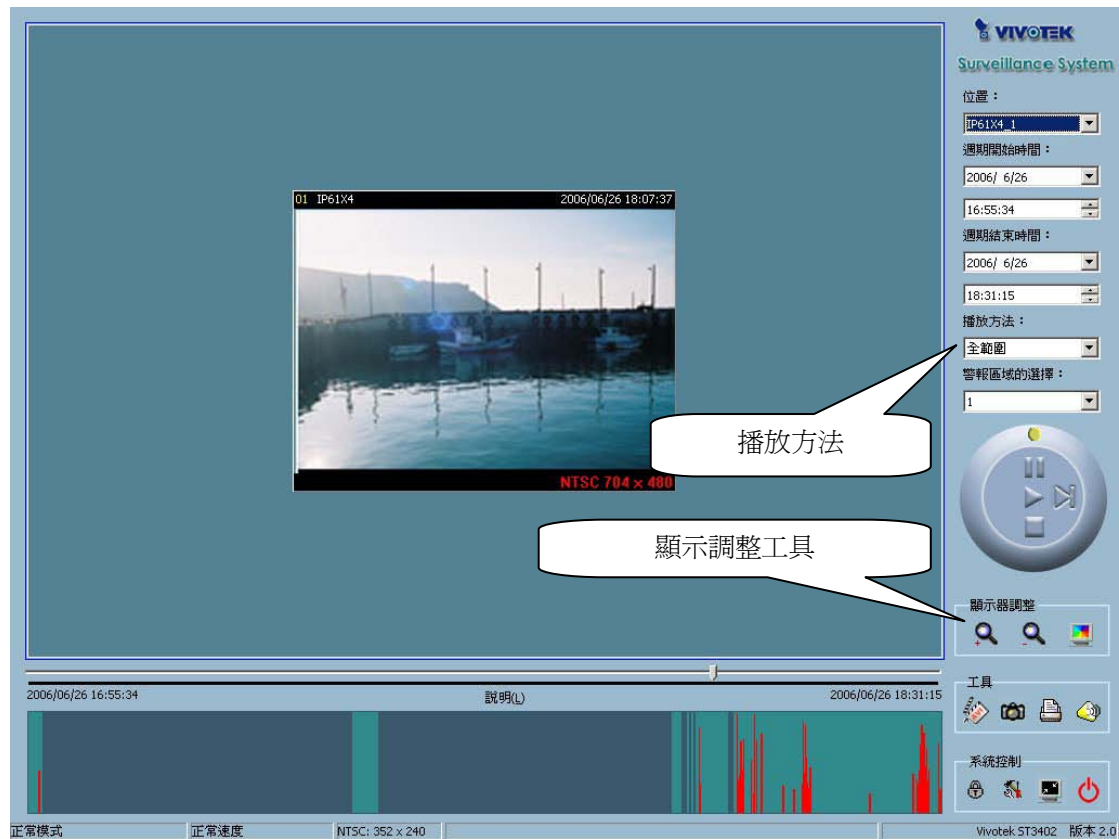 VIVOTEK
Surveillance System
位置：
IP61X4_1
週期開始時間：
2006/ 6/26
16:55:34
週期結束時間：
2006/ 6/26
18:31:15
播放方法：
全範圍
警報區域的選擇：
1
01 IP61X4 2006/06/26 18:07:37
NTSC 704 x 480
播放方法
顯示調整工具
顯示器調整
2006/06/26 16:55:34 説明(L) 2006/06/26 18:31:15
工具
系統控制
正常模式 正常速度 NTSC: 352 x 240 Vivotek ST3402 版本 2.0